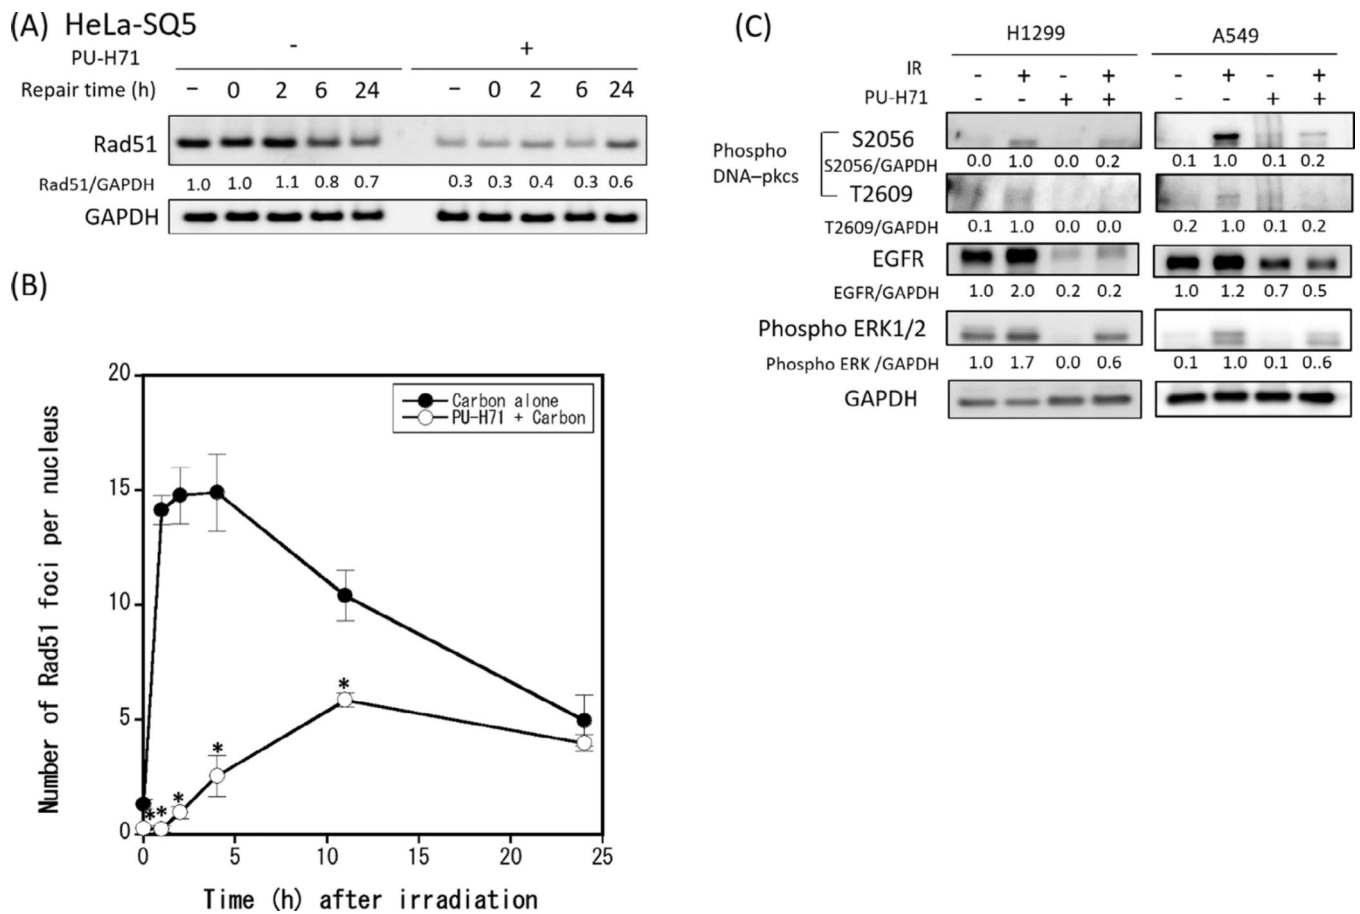 (A) HeLa-SQ5
PU-H71 - +
Repair time (h) - 0 2 6 24 - 0 2 6 24
Rad51
Rad51/GAPDH 1.0 1.0 1.1 0.8 0.7 0.3 0.3 0.4 0.3 0.6
GAPDH
(B)
20
15
10
5
0
0 5 10 15 20 25
Number of Rad51 foci per nucleus
Time (h) after irradiation
Carbon alone
PU-H71 + Carbon
* * * * *
(C)
H1299 A549
IR - + - + - + - +
PU-H71 - - + + - - + +
Phospho
DNA-pkcs
S2056
S2056/GAPDH 0.0 1.0 0.0 0.2 0.1 1.0 0.1 0.2
T2609
T2609/GAPDH 0.1 1.0 0.0 0.0 0.2 1.0 0.1 0.2
EGFR
EGFR/GAPDH 1.0 2.0 0.2 0.2 1.0 1.2 0.7 0.5
Phospho ERK1/2
Phospho ERK /GAPDH 1.0 1.7 0.0 0.6 0.1 1.0 0.1 0..6
GAPDH